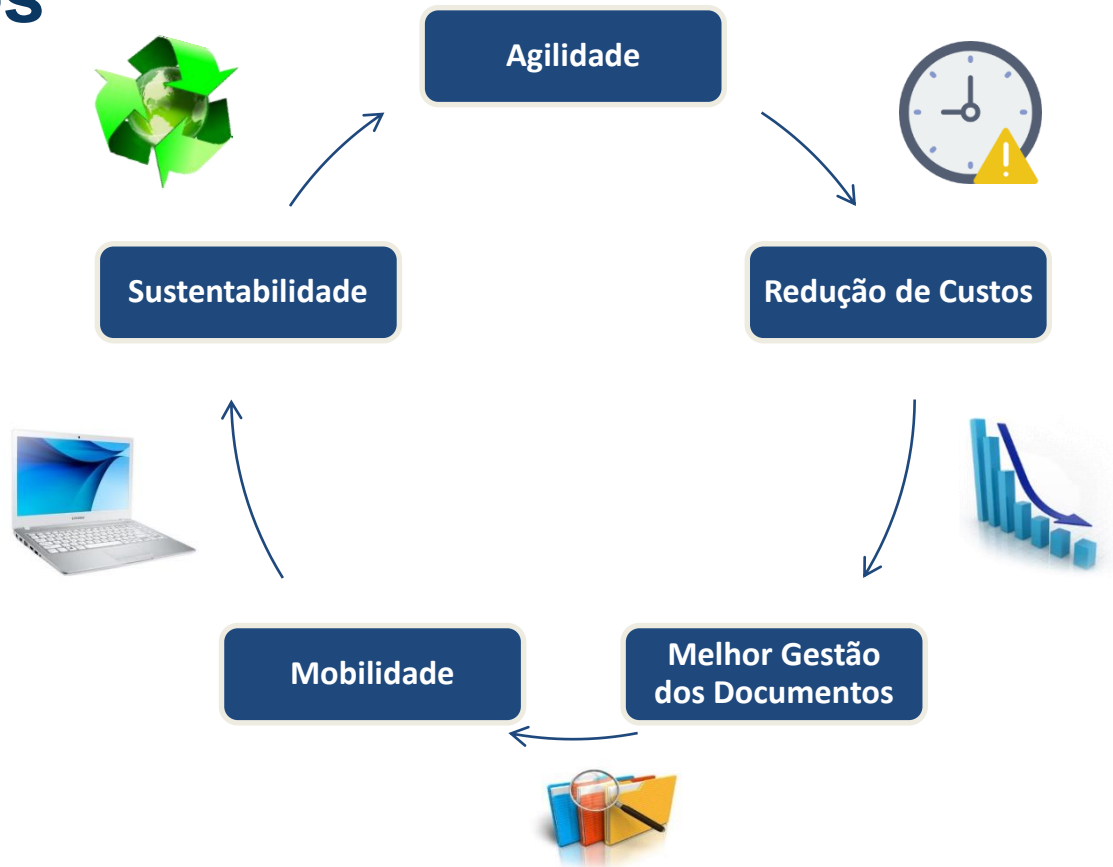 Agilidade
Sustentabilidade
Redução de Custos
Mobilidade
Melhor Gestão
dos Documentos